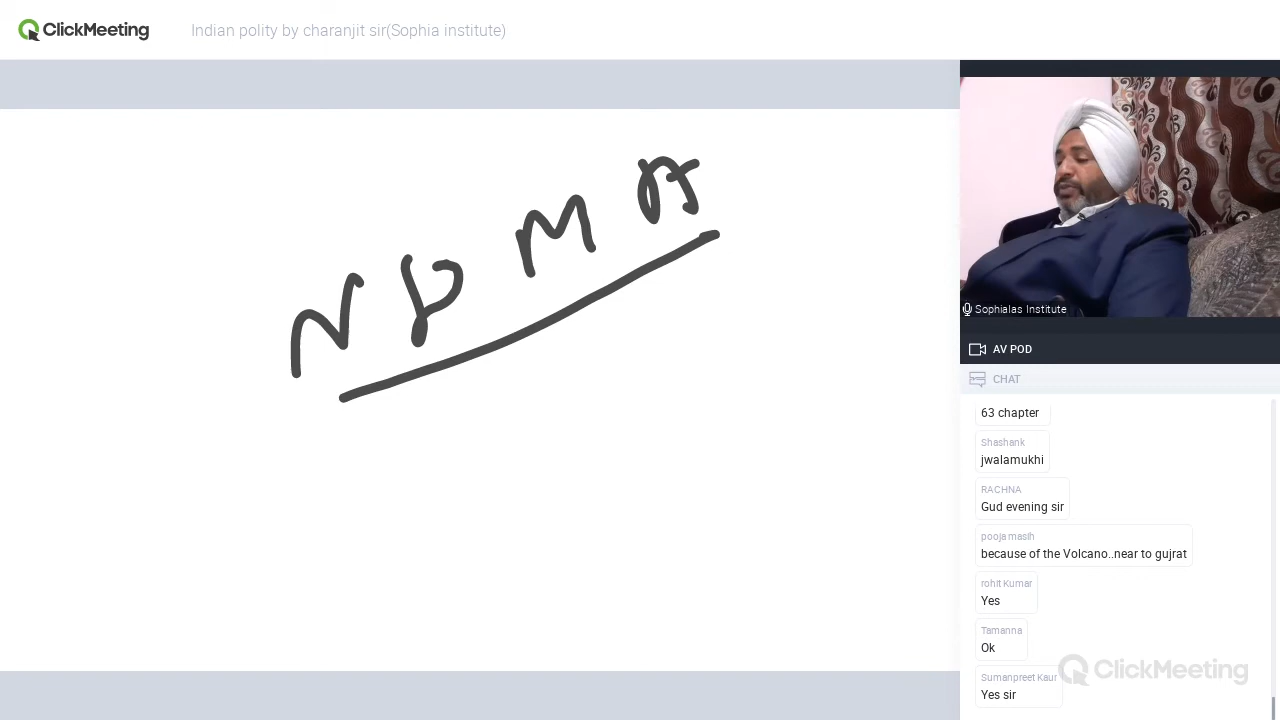 ClickMeeting
Indian polity by charanjit sir(Sophia institute)
NDMA
Sophialas Institute
AV POD
CHAT
63 chapter
Shashank
jwalamukhi
RACHNA
Gud evening sir
pooja masih
because of the Volcano..near to gujrat
rohit Kumar
Yes
Tamanna
Ok
Sumanpreet Kaur
Yes sir
ClickMeeting